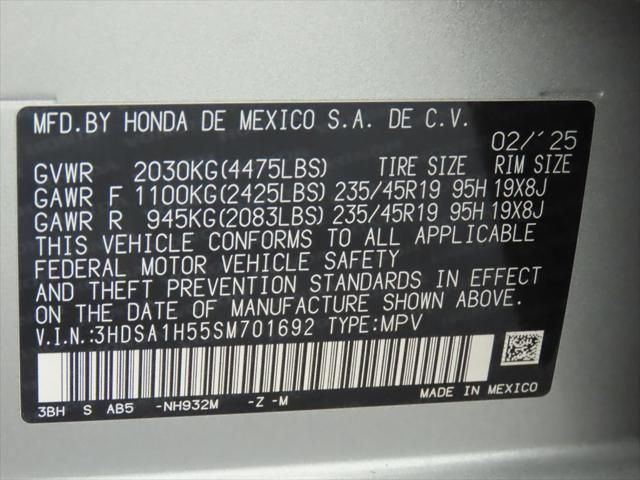 MFD.BY HONDA DE MEXICO S.A. DE C.V.
02/'25
GVWR 2030KG(4475LBS) TIRE SIZE RIM SIZE
GAWR F 1100KG(2425LBS) 235/45R19 95H 19X8J
GAWR R 945KG(2083LBS) 235/45R19 95H 19X8J
THIS VEHICLE CONFORMS TO ALL APPLICABLE
FEDERAL MOTOR VEHICLE SAFETY
AND THEFT PREVENTION STANDARDS IN EFFECT
ON THE DATE OF MANUFACTURE SHOWN ABOVE.
V.I.N.:3HDSA1H55SM701692 TYPE:MPV
MADE IN MEXICO
3BH S AB5 -NH932M -Z -M